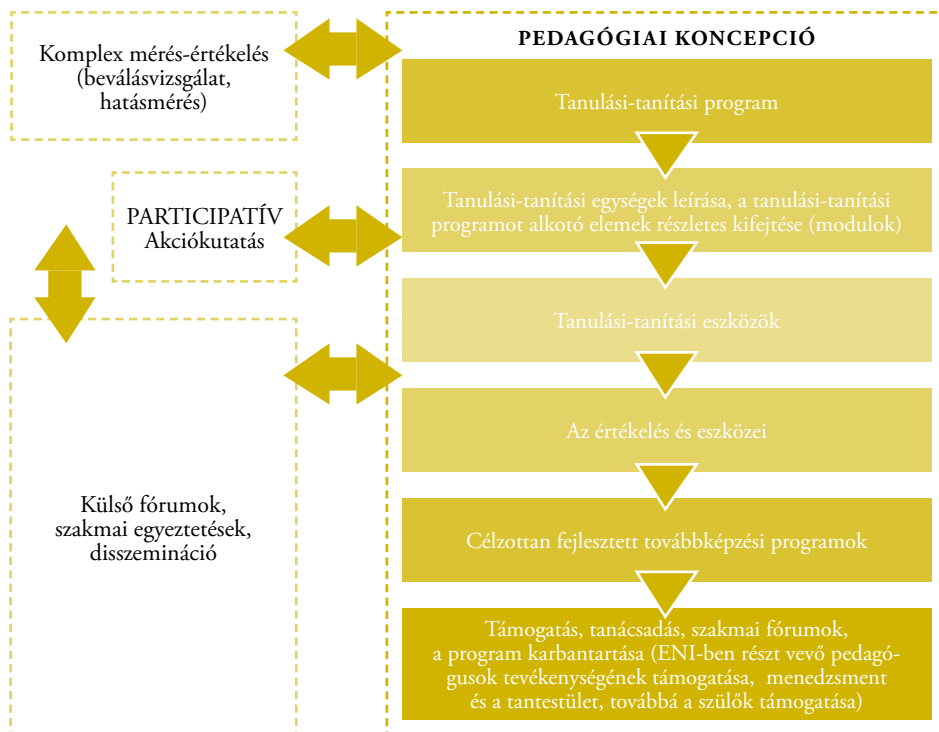 Komplex mérés-értékelés
(beválásvizsgálat,
hatásmérés)
PARTICIPATÍV
Akciókutatás
Külső fórumok,
szakmai egyeztetések,
disszemináció
PEDAGÓGIAI KONCEPCIÓ
Tanulási-tanítási program
Tanulási-tanítási egységek leírása, a tanulási-tanítási
programot alkotó elemek részletes kifejtése (modulok)
Tanulási-tanítási eszközök
Az értékelés és eszközei
Célzottan fejlesztett továbbképzési programok
Támogatás, tanácsadás, szakmai fórumok,
a program karbantartása (ENI-ben részt vevő pedagó-
gusok tevékenységének támogatása, menedzsment
és a tantestület, továbbá a szülők támogatása)